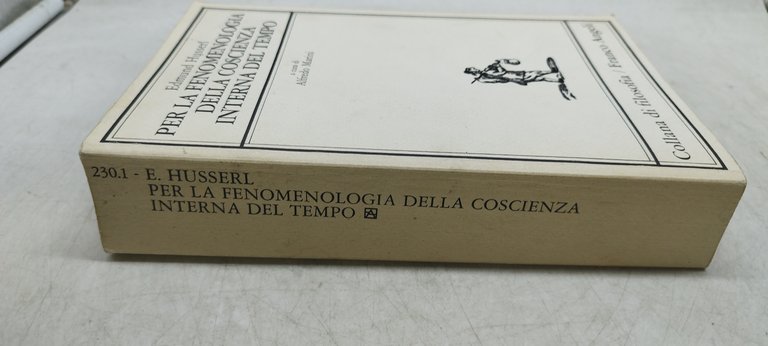 Edmund Husserl
PER LA FENOMENOLOGIA
DELLA COSCIENZA
INTERNA DEL TEMPO
a cura di
Alfredo Marini
Collana di filosofia / Franco Angeli
230.1 - E. HUSSERL
PER LA FENOMENOLOGIA DELLA COSCIENZA
INTERNA DEL TEMPO